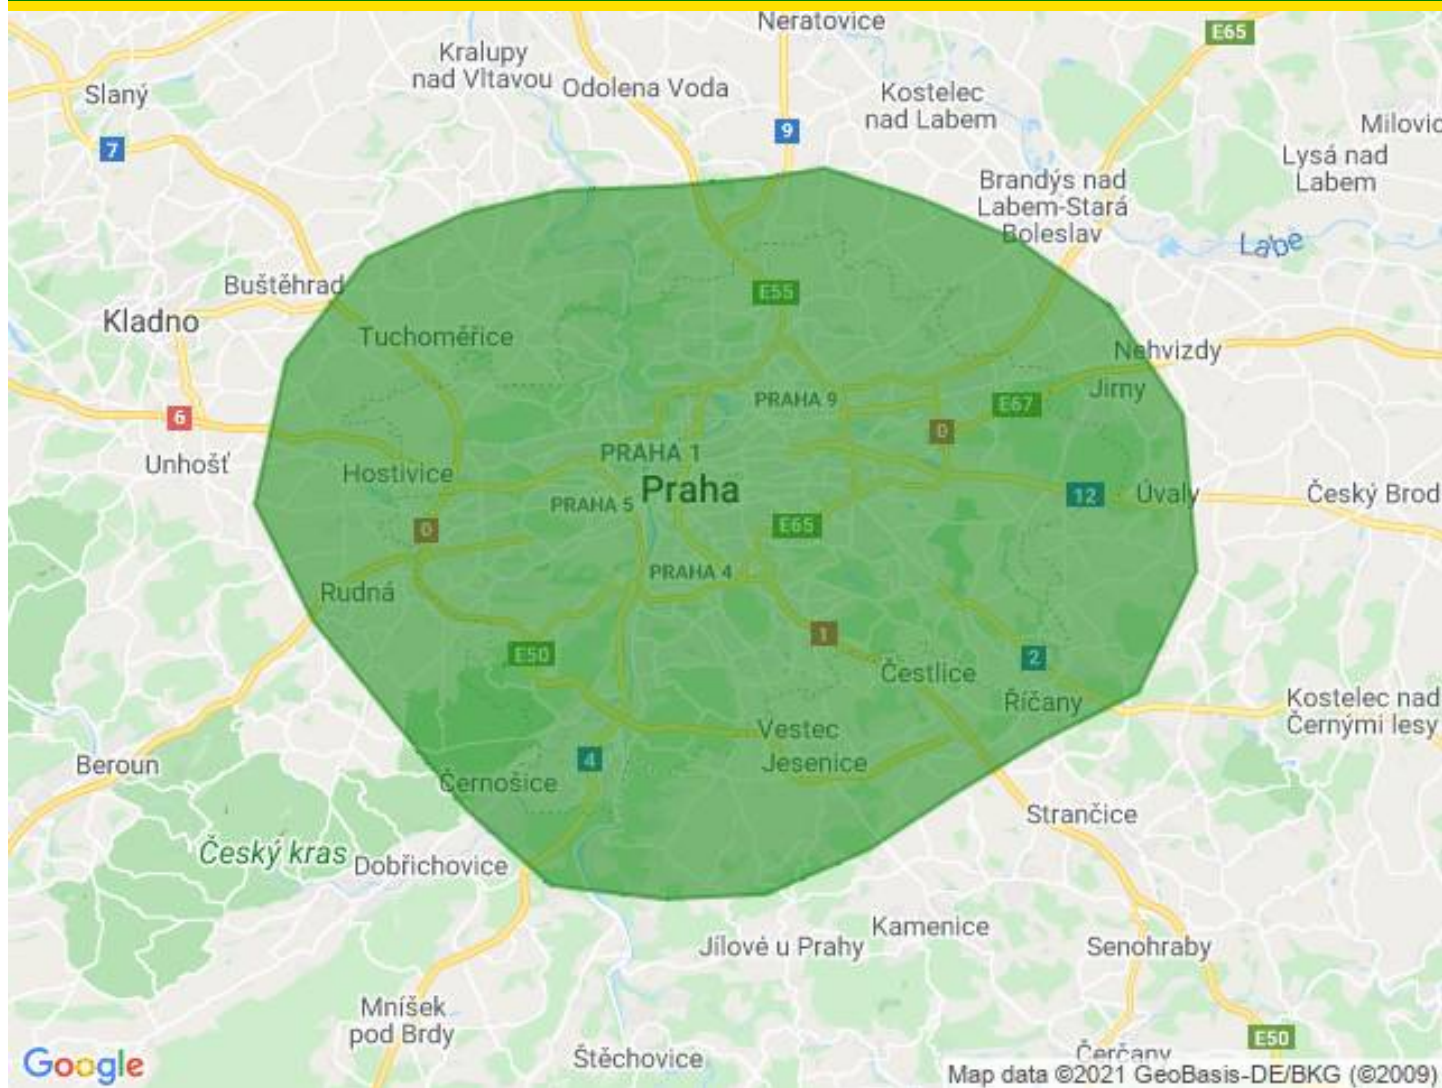 Neratovice
E65
Kralupy
nad Vltavou
Odolena Voda
Slaný
Kostelec
nad Labem
9
7
Milovic
Lysá nad
Labem
Brandýs nad
Labem-Stará
Boleslav
Labe
Buštěhrad
E55
Kladno
Tuchoměřice
Nehvizdy
Jirny
PRAHA 9
E67
6
0
PRAHA 1
Unhošť
Hostivice
Praha
12
Úvaly
Český Brod
PRAHA 5
0
E65
PRAHA 4
Rudná
1
E50
2
Čestlice
Říčany
Kostelec nad
Černými lesy
Vestec
Jesenice
4
Beroun
Černošice
Strančice
Český kras
Dobřichovice
Kamenice
Jílové u Prahy
Senohraby
Mníšek
pod Brdy
E50
Štěchovice
Čerčany
Google
Map data ©2021 GeoBasis-DE/BKG (©2009)